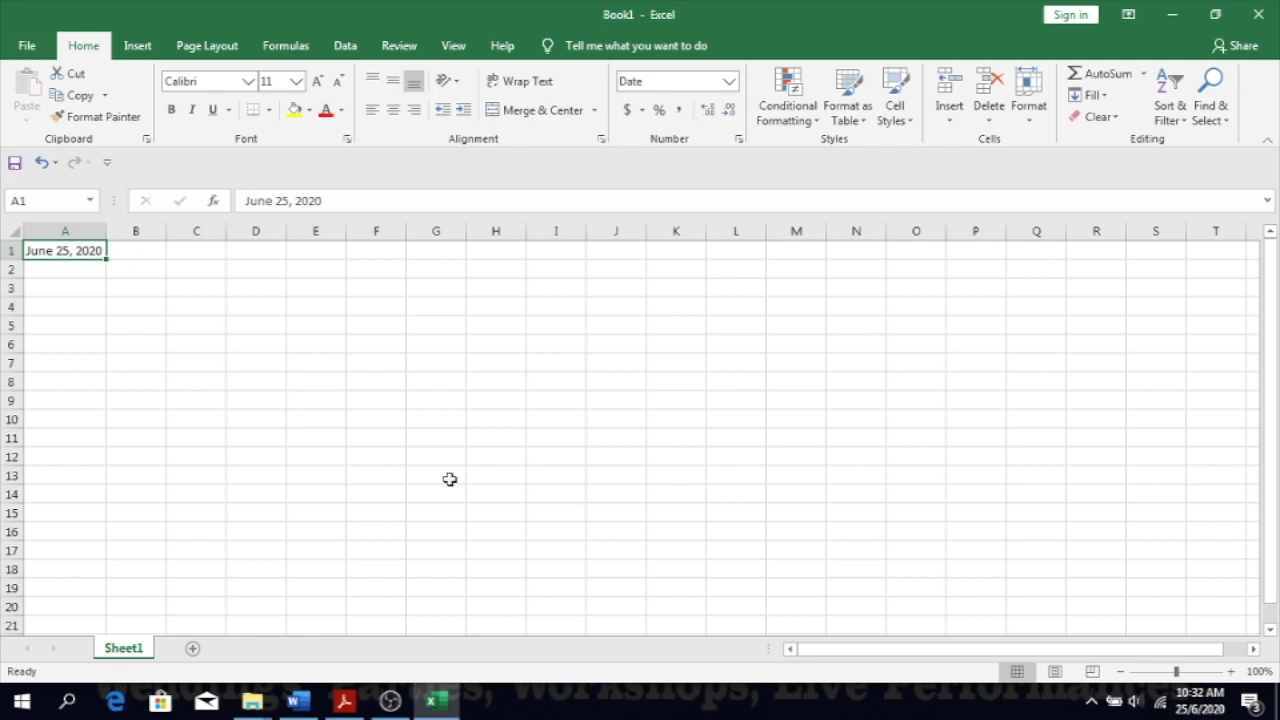 Book1 - Excel
Sign in
File Home Insert Page Layout Formulas Data Review View Help Tell me what you want to do Share
Cut
Copy
Format Painter
Paste
Clipboard
Calibri 11
B I U
Font
Wrap Text
Merge & Center
Alignment
Date
$ % ,
Number
Conditional Formatting
Format as Table
Cell Styles
Styles
Insert Delete Format
Cells
AutoSum
Fill
Clear
Sort & Filter
Find & Select
Editing
A1 fx June 25, 2020
A B C D E F G H I J K L M N O P Q R S T
1 June 25, 2020
2
3
4
5
6
7
8
9
10
11
12
13
14
15
16
17
18
19
20
21
Sheet1
Ready 100%
10:32 AM
25/6/2020
3